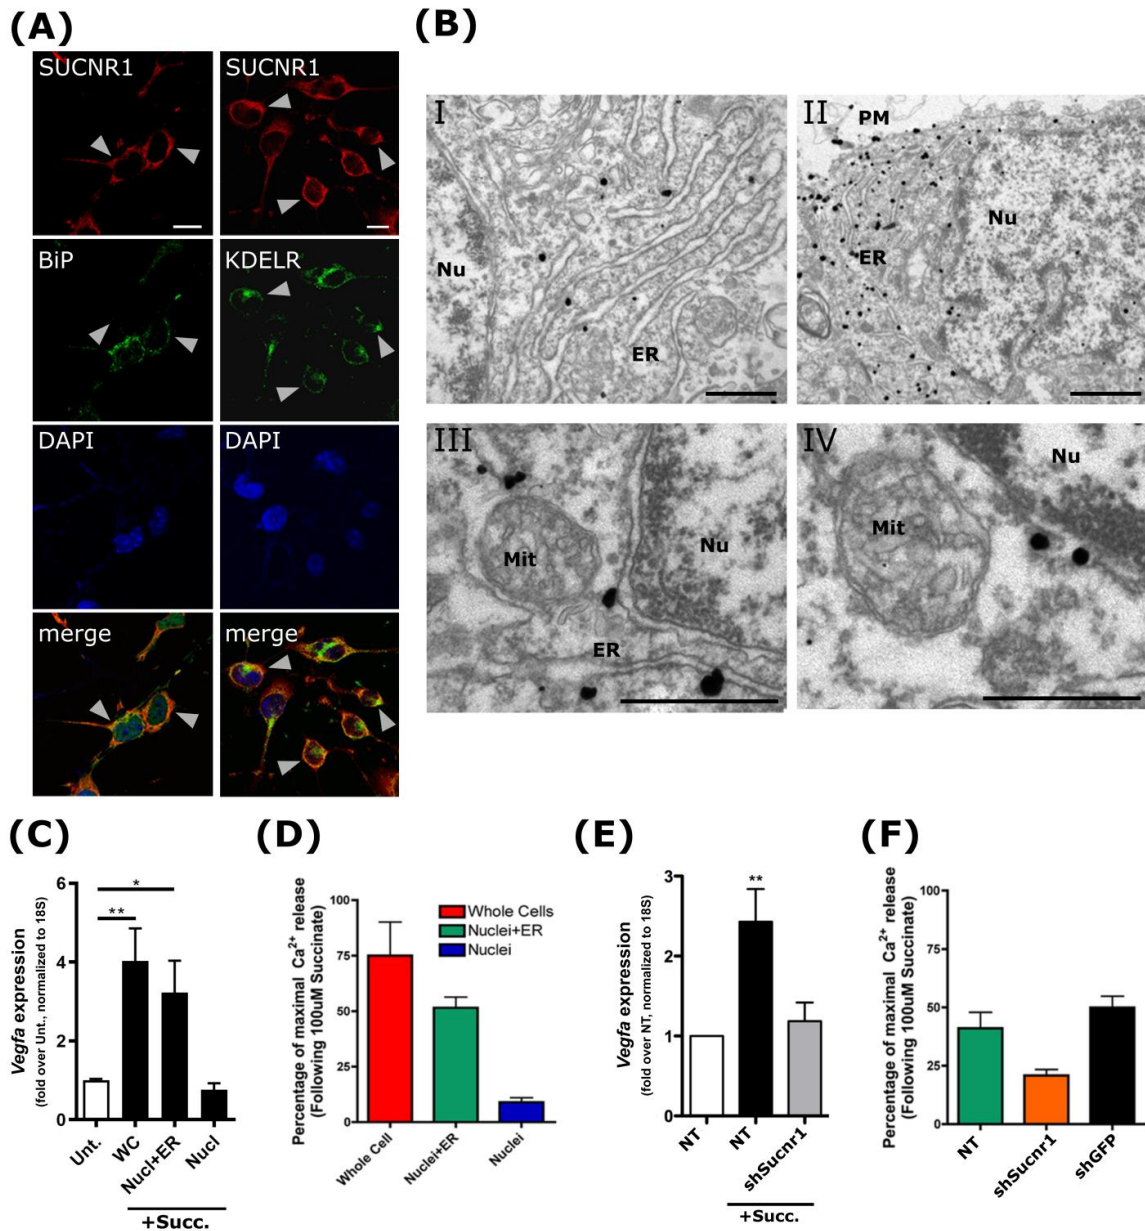 (A)
SUCNR1
SUCNR1
BiP
KDELR
DAPI
DAPI
merge
merge
(B)
I
Nu
ER
II
PM
Nu
ER
III
Mit
Nu
ER
IV
Nu
Mit
(C)
Vegfa expression
(fold over Unt., normalized to 18S)
6
4
2
0
**
*
Unt.
WC
Nucl+ER
Nucl
+Succ.
(D)
Percentage of maximal Ca²⁺ release
(Following 100uM Succinate)
100
75
50
25
0
Whole Cells
Nuclei+ER
Nuclei
Whole Cell
Nuclei+ER
Nuclei
(E)
Vegfa expression
(fold over NT, normalized to 18S)
3
2
1
0
**
NT
NT
shSucnr1
+Succ.
(F)
Percentage of maximal Ca²⁺ release
(Following 100uM Succinate)
100
75
50
25
0
NT
shSucnr1
shGFP